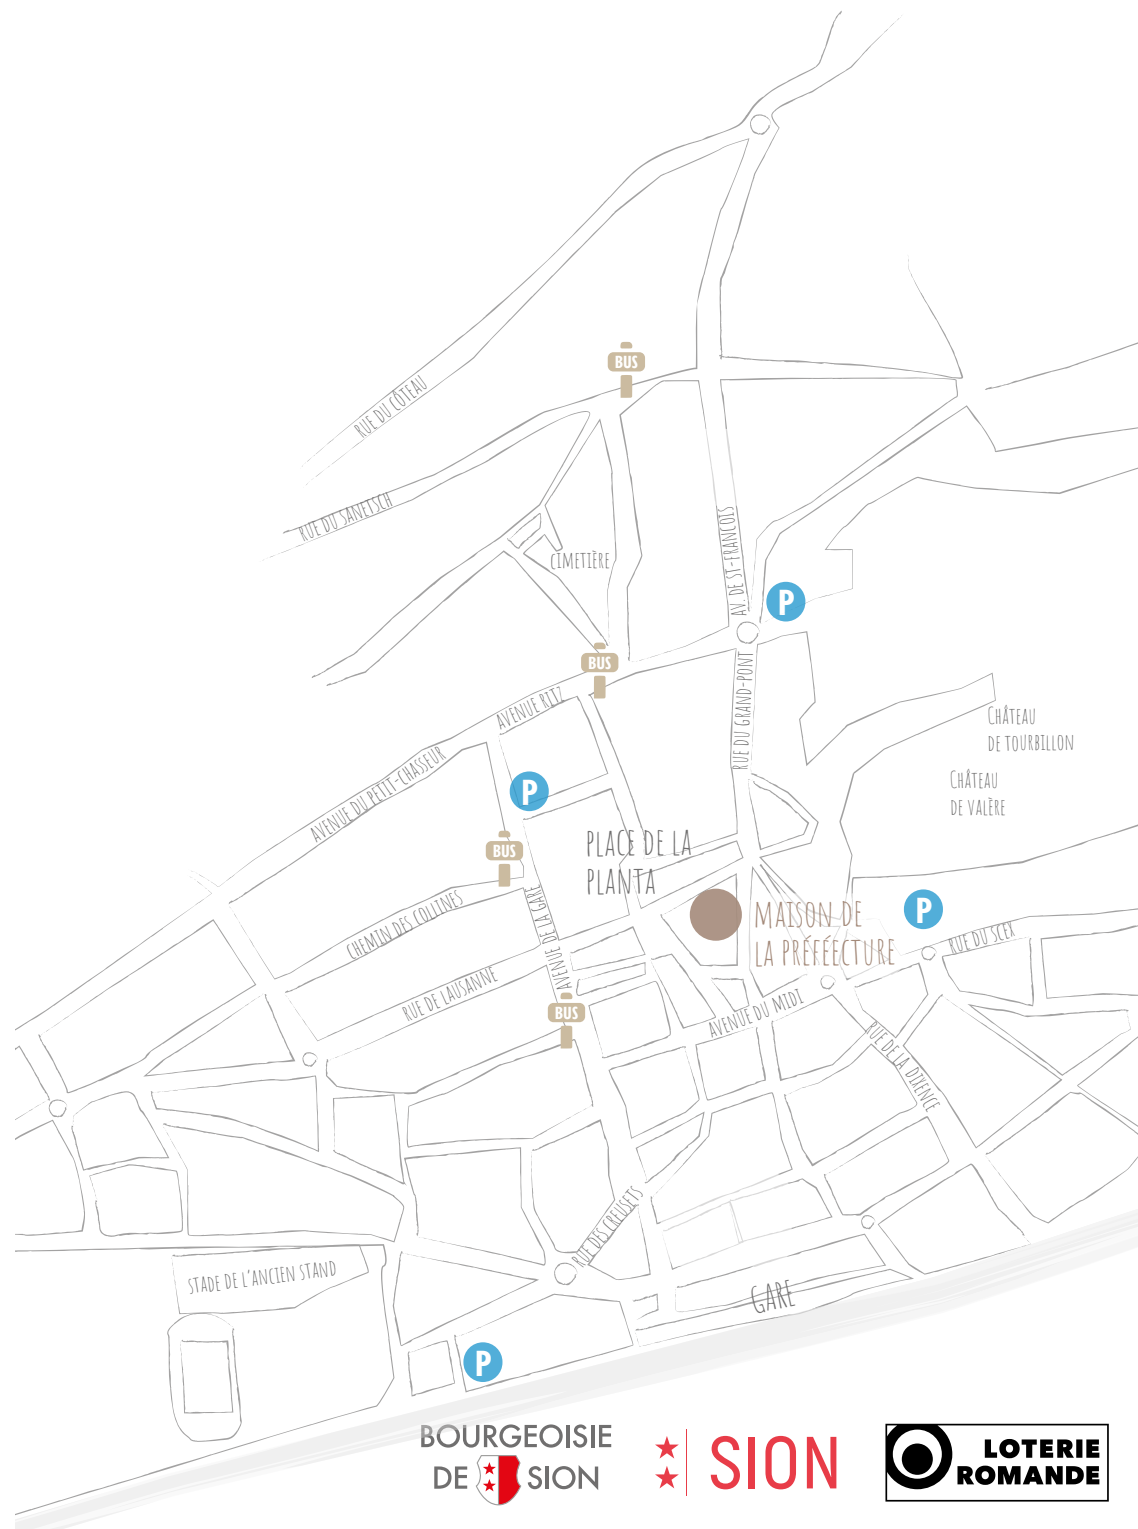 BUS
RUE DU CÔTEAU
RUE DU SANETSCH
CIMETIÈRE
AV. DE ST-FRANCOIS
P
BUS
RUE DU GRAND-PONT
AVENUE RITZ
CHÂTEAU
DE TOURBILLON
AVENUE DU PETIT-CHASSEUR
P
CHÂTEAU
DE VALÈRE
BUS
PLACE DE LA
PLANTA
CHEMIN DES COLLINES
AVENUE DE LA GARE
MAISON DE
LA PRÉFÉECTURE
P
RUE DU SCEX
RUE DE LAUSANNE
BUS
AVENUE DU MIDI
RUE DE LA DIXENCE
RUE DES CREUSETS
STADE DE L'ANCIEN STAND
GARE
P
BOURGEOISIE
DE SION
SION
LOTERIE
ROMANDE